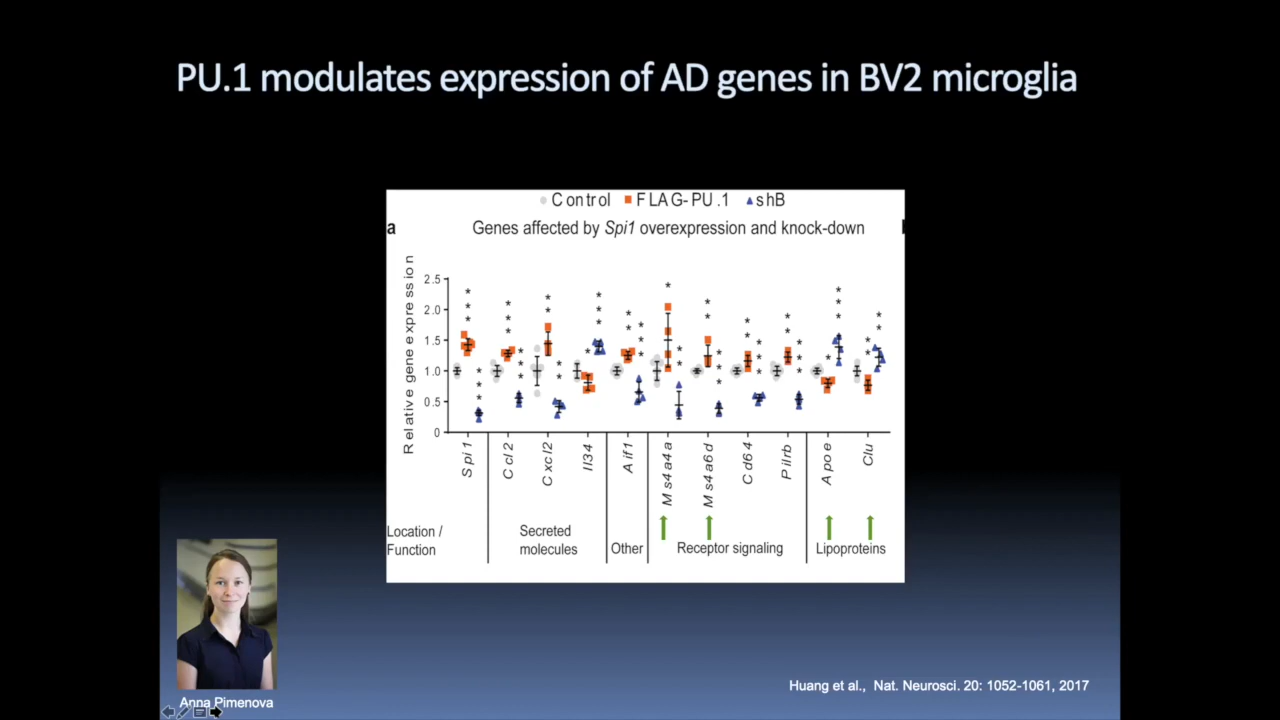 PU.1 modulates expression of AD genes in BV2 microglia
Control FLAG-PU.1 shB
a
Genes affected by Spi1 overexpression and knock-down
Relative gene expression
2.5
2.0
1.5
1.0
0.5
0
Spi1
Ccl2
Cxcl2
Il34
Aif1
Ms4a4a
Ms4a6d
Cd64
Pilrb
Apoe
Clu
Location /
Function
Secreted
molecules
Other
Receptor signaling
Lipoproteins
Anna Pimenova
Huang et al., Nat. Neurosci. 20: 1052-1061, 2017